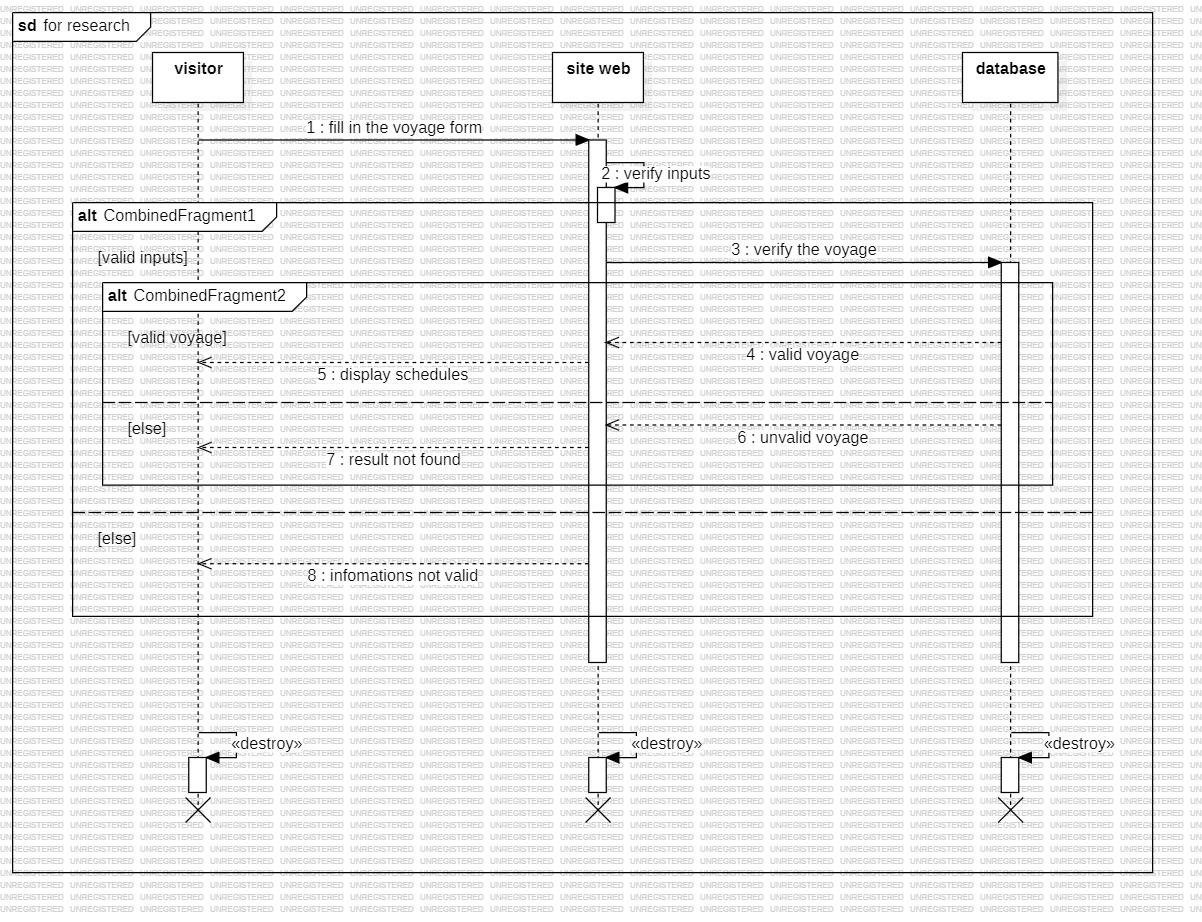 sd for research
visitor
site web
database
1 : fill in the voyage form
2 : verify inputs
alt CombinedFragment1
[valid inputs]
3 : verify the voyage
alt CombinedFragment2
[valid voyage]
4 : valid voyage
5 : display schedules
[else]
6 : unvalid voyage
7 : result not found
[else]
8 : infomations not valid
«destroy»
«destroy»
«destroy»
UNREGISTERED